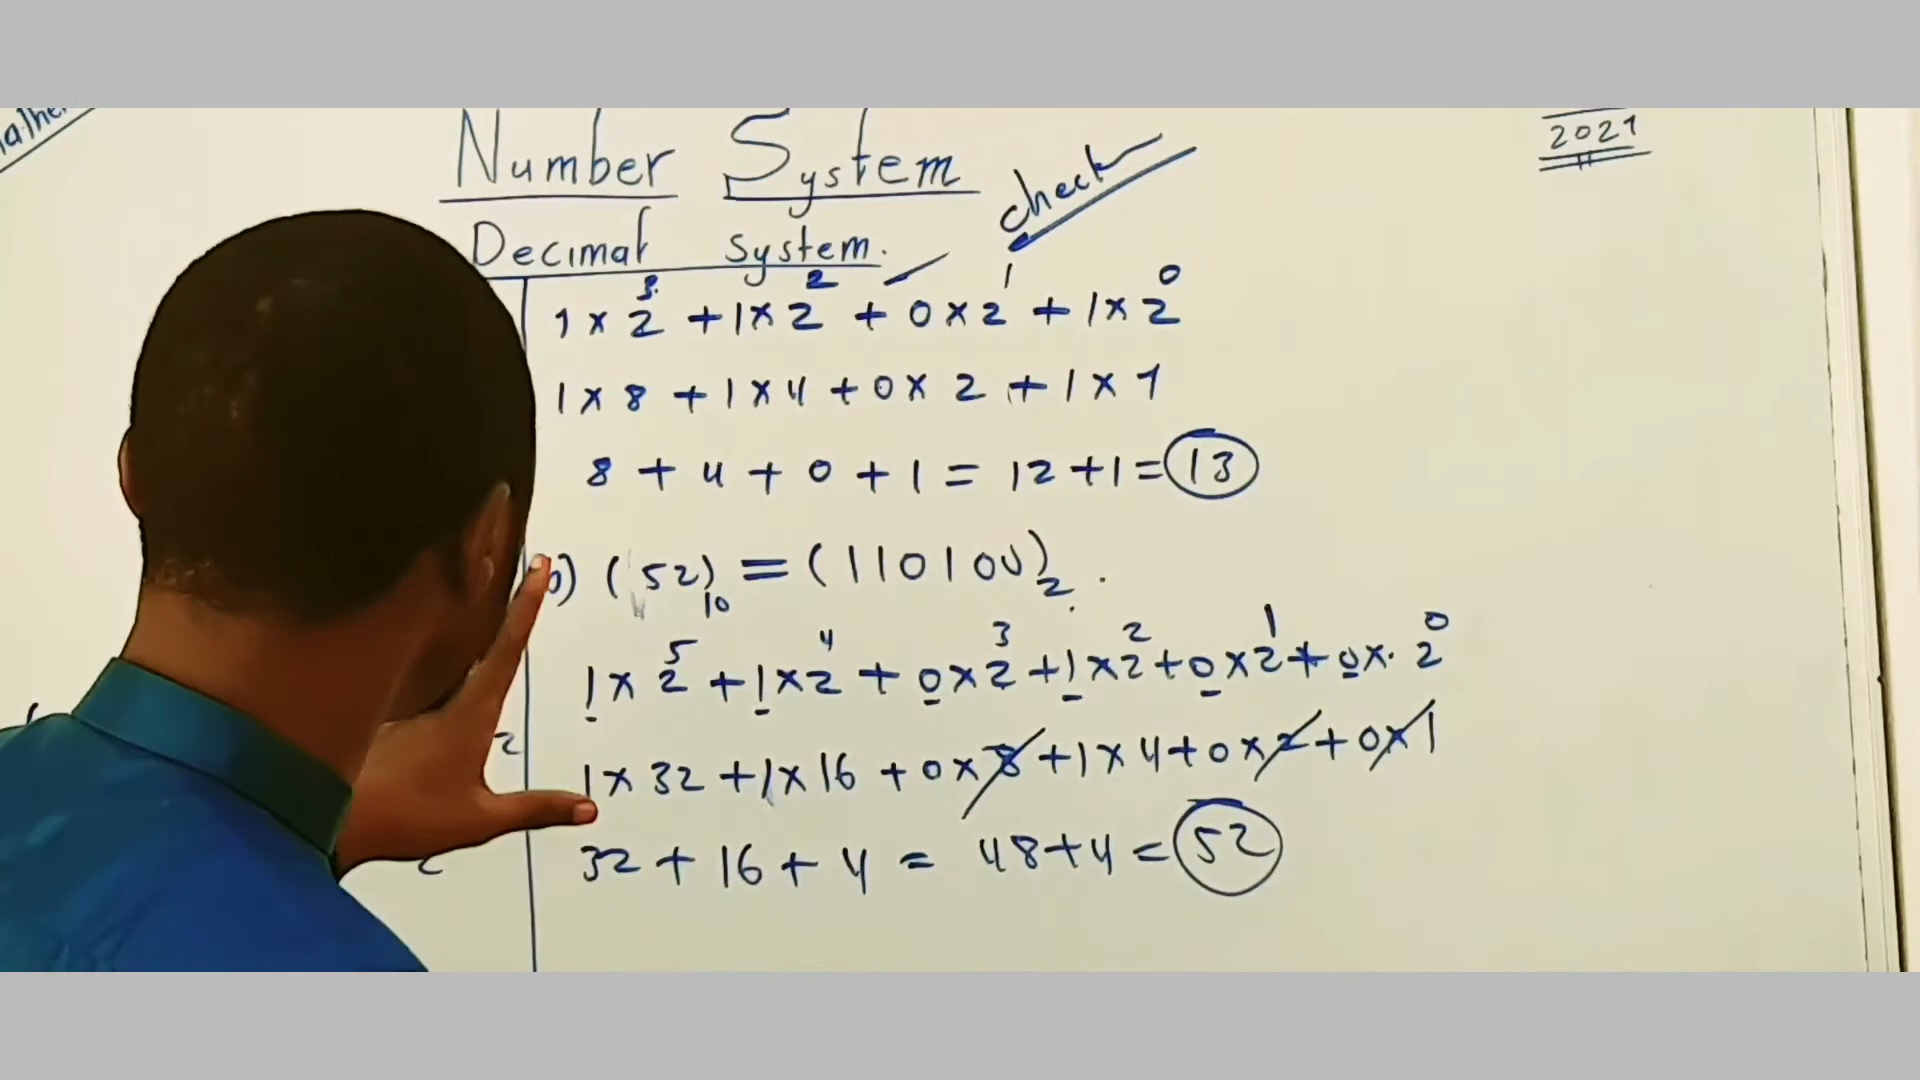 2021
Number System
Decimal system.
check
1 × 2³ + 1 × 2² + 0 × 2¹ + 1 × 2⁰
1 × 8 + 1 × 4 + 0 × 2 + 1 × 1
8 + 4 + 0 + 1 = 12 + 1 = 13
b) (52)₁₀ = (110100)₂.
1 × 2⁵ + 1 × 2⁴ + 0 × 2³ + 1 × 2² + 0 × 2¹ + 0 × 2⁰
1 × 32 + 1 × 16 + 0 × 8 + 1 × 4 + 0 × 2 + 0 × 1
32 + 16 + 4 = 48 + 4 = 52